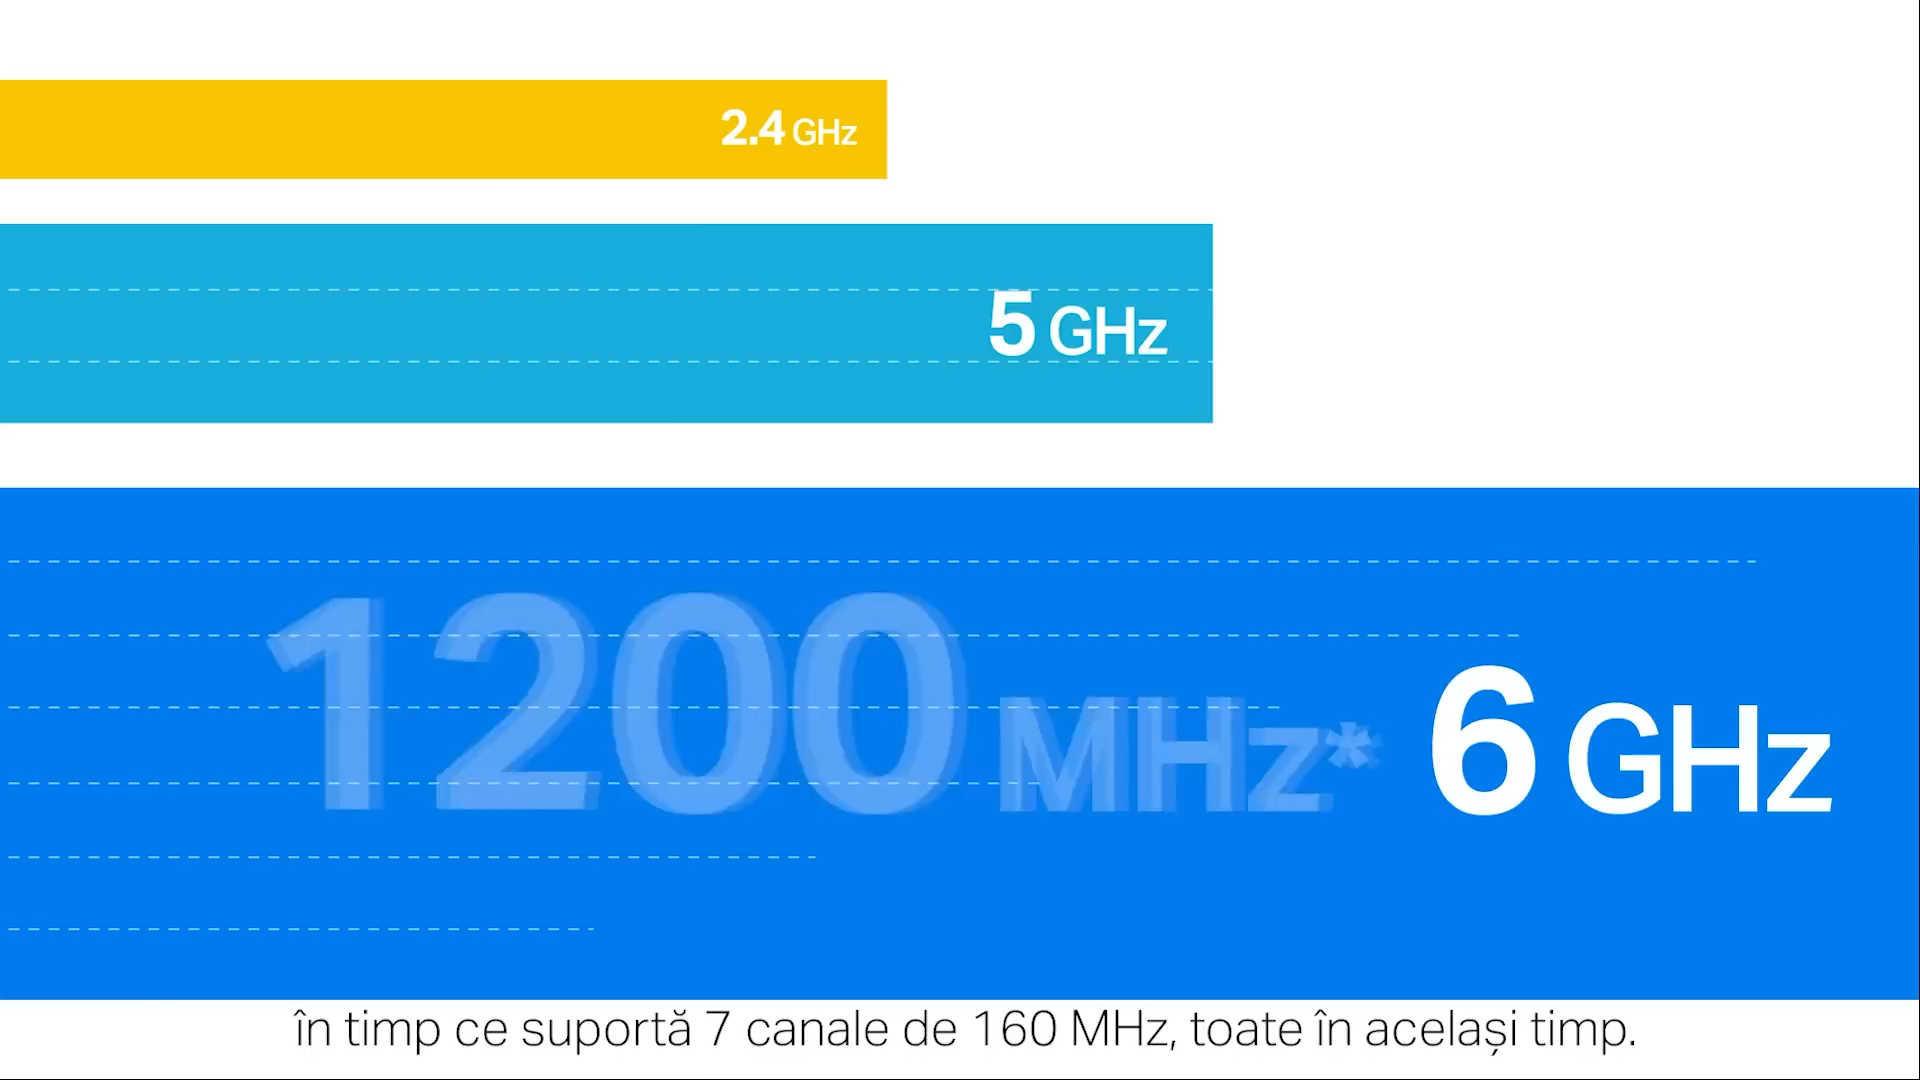 2.4 GHz
5 GHz
1200 MHz* 6 GHz
în timp ce suportă 7 canale de 160 MHz, toate în același timp.